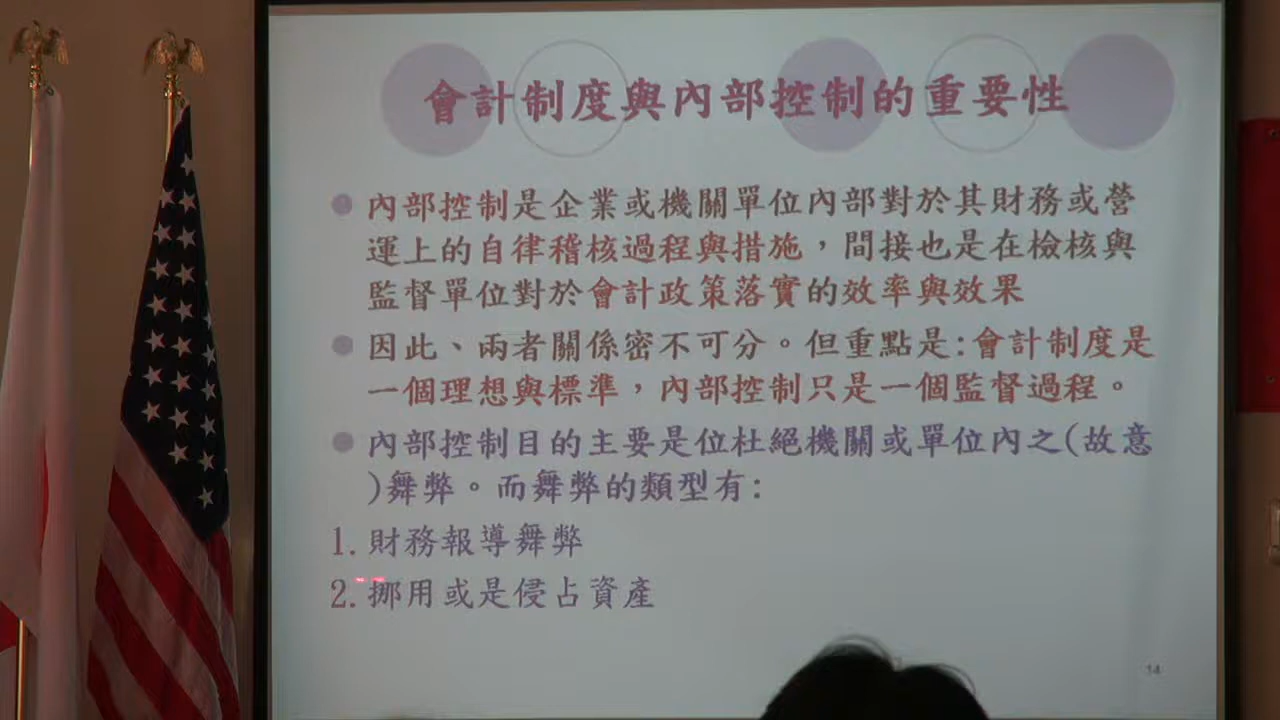 會計制度與內部控制的重要性
內部控制是企業或機關單位內部對於其財務或營
運上的自律稽核過程與措施，間接也是在檢核與
監督單位對於會計政策落實的效率與效果
因此、兩者關係密不可分。但重點是:會計制度是
一個理想與標準，內部控制只是一個監督過程。
內部控制目的主要是位杜絕機關或單位內之(故意
)舞弊。而舞弊的類型有:
1.財務報導舞弊
2.挪用或是侵占資產
14